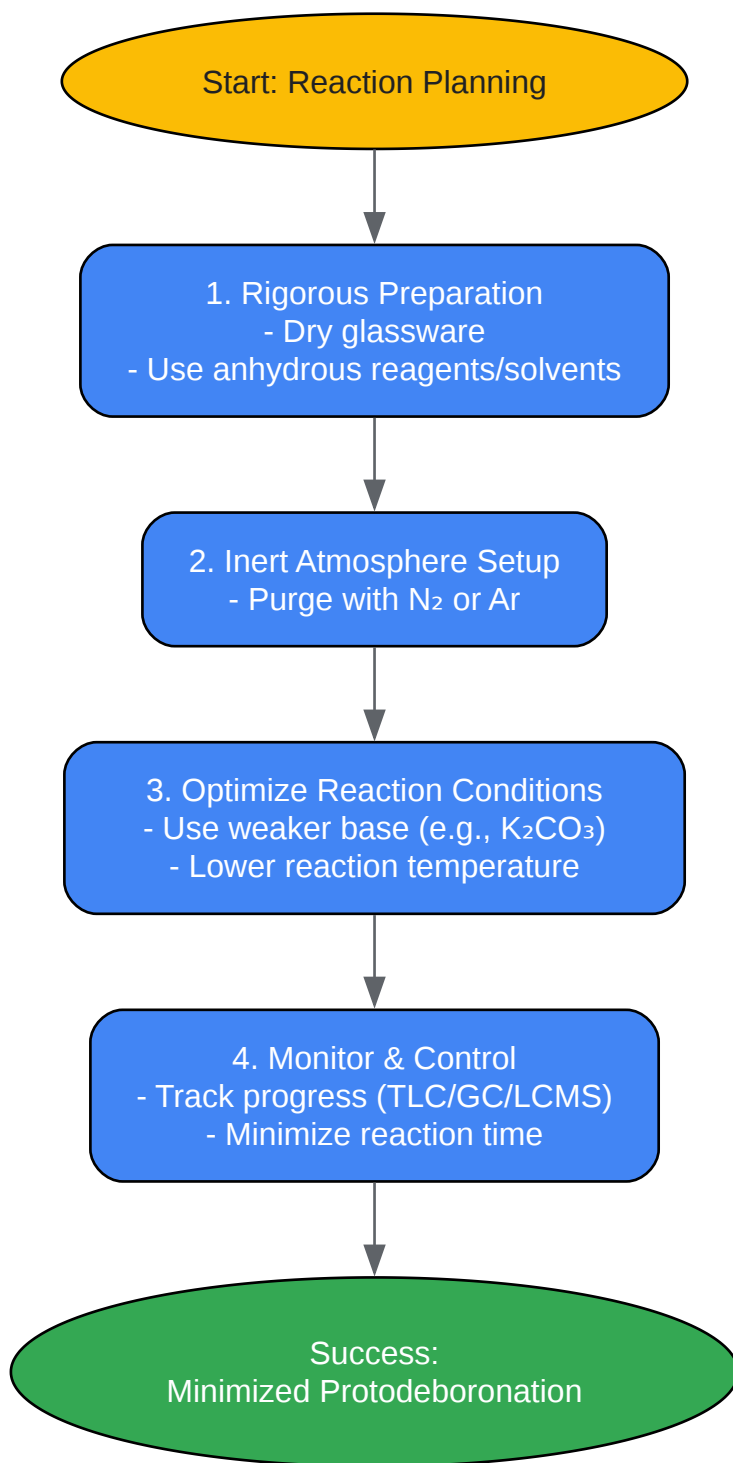 Start: Reaction Planning
1. Rigorous Preparation
- Dry glassware
- Use anhydrous reagents/solvents
2. Inert Atmosphere Setup
- Purge with N₂ or Ar
3. Optimize Reaction Conditions
- Use weaker base (e.g., K₂CO₃)
- Lower reaction temperature
4. Monitor & Control
- Track progress (TLC/GC/LCMS)
- Minimize reaction time
Success:
Minimized Protodeboronation